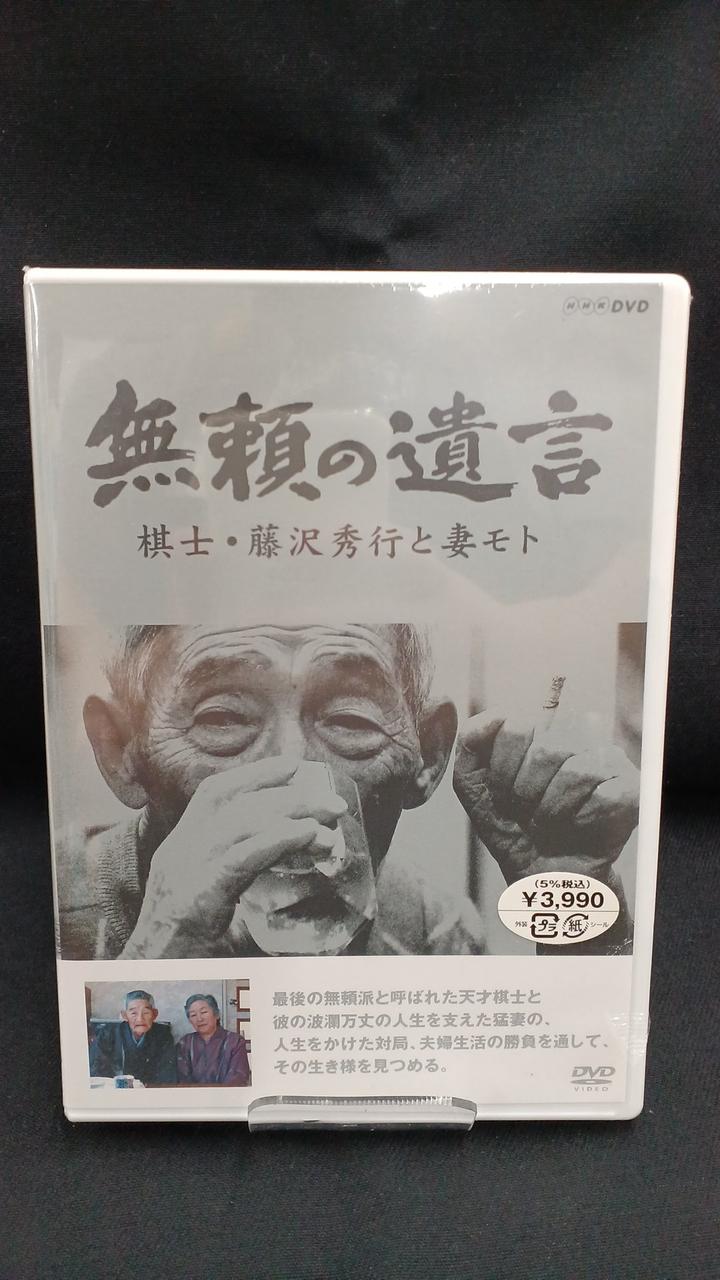 NHK DVD
無頼の遺言
棋士・藤沢秀行と妻モト
(5%税込)
¥3,990
外装 プラ 紙 シール
最後の無頼派と呼ばれた天才棋士と
彼の波瀾万丈の人生を支えた猛妻の、
人生をかけた対局、夫婦生活の勝負を通して、
その生き様を見つめる。
DVD
VIDEO